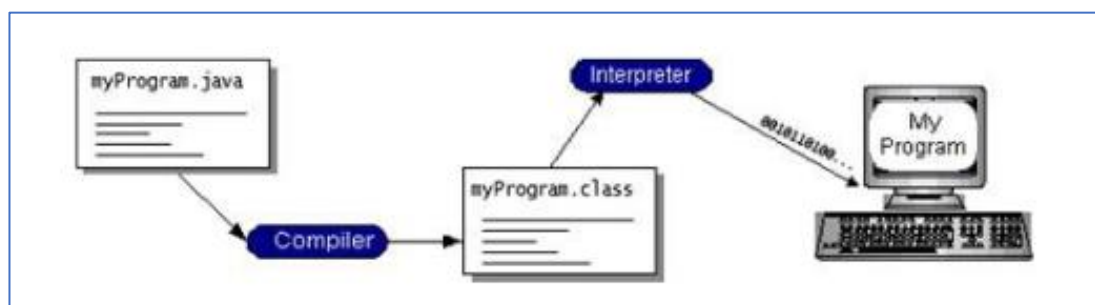 myProgram.java
Compiler
myProgram.class
Interpreter
0010110100...
My
Program